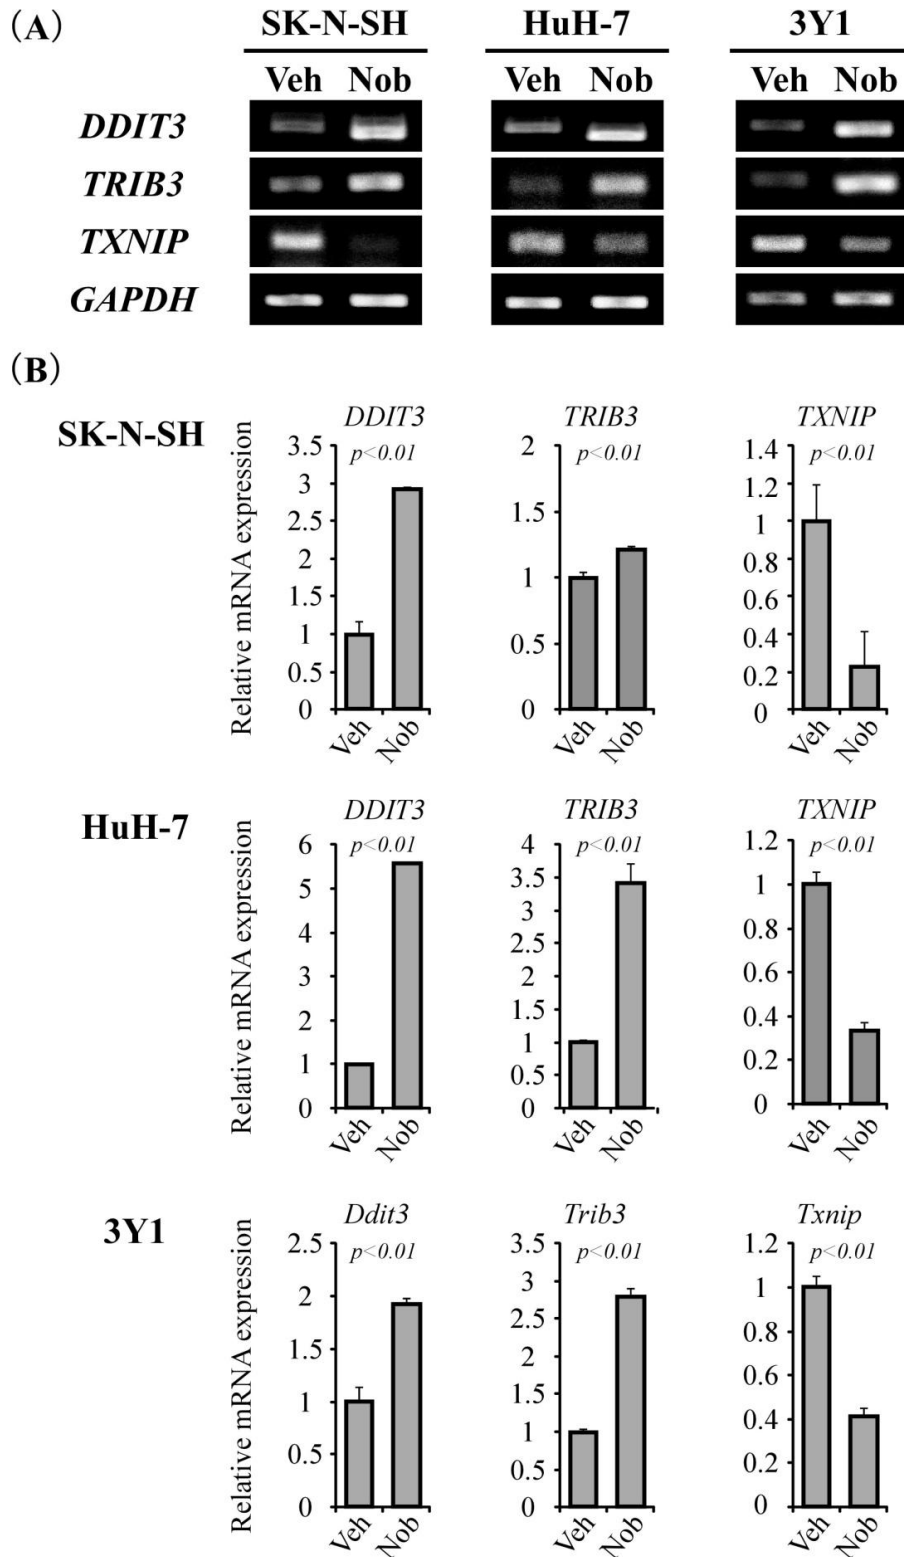 (A)
SK-N-SH HuH-7 3Y1
Veh Nob Veh Nob Veh Nob
DDIT3
TRIB3
TXNIP
GAPDH
(B)
SK-N-SH
Relative mRNA expression
DDIT3
p<0.01
3.5
3
2.5
2
1.5
1
0.5
0
Veh
Nob
TRIB3
p<0.01
2
1.5
1
0.5
0
Veh
Nob
TXNIP
p<0.01
1.4
1.2
1
0.8
0.6
0.4
0.2
0
Veh
Nob
HuH-7
Relative mRNA expression
DDIT3
p<0.01
6
5
4
3
2
1
0
Veh
Nob
TRIB3
p<0.01
4
3.5
3
2.5
2
1.5
1
0.5
0
Veh
Nob
TXNIP
p<0.01
1.2
1
0.8
0.6
0.4
0.2
0
Veh
Nob
3Y1
Relative mRNA expression
Ddit3
p<0.01
2.5
2
1.5
1
0.5
0
Veh
Nob
Trib3
p<0.01
3.5
3
2.5
2
1.5
1
0.5
0
Veh
Nob
Txnip
p<0.01
1.2
1
0.8
0.6
0.4
0.2
0
Veh
Nob